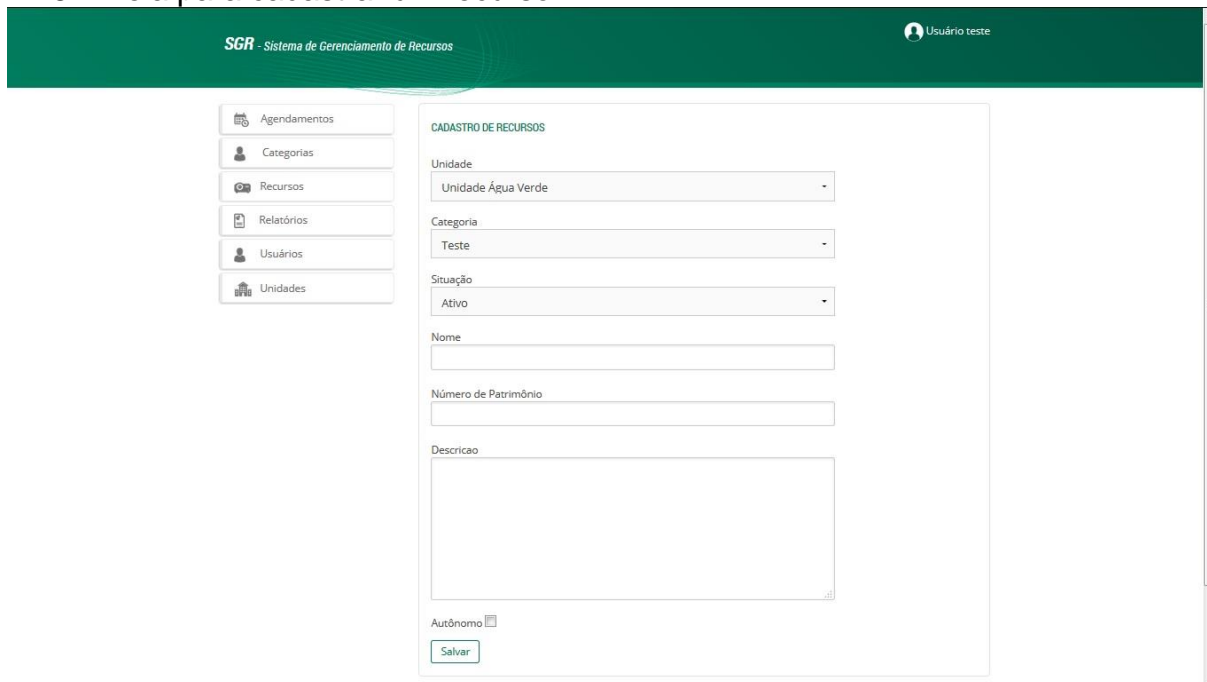 SGR - Sistema de Gerenciamento de Recursos
Usuário teste
Agendamentos
Categorias
Recursos
Relatórios
Usuários
Unidades
CADASTRO DE RECURSOS
Unidade
Unidade Água Verde
Categoria
Teste
Situação
Ativo
Nome
Número de Patrimônio
Descricao
Autônomo
Salvar